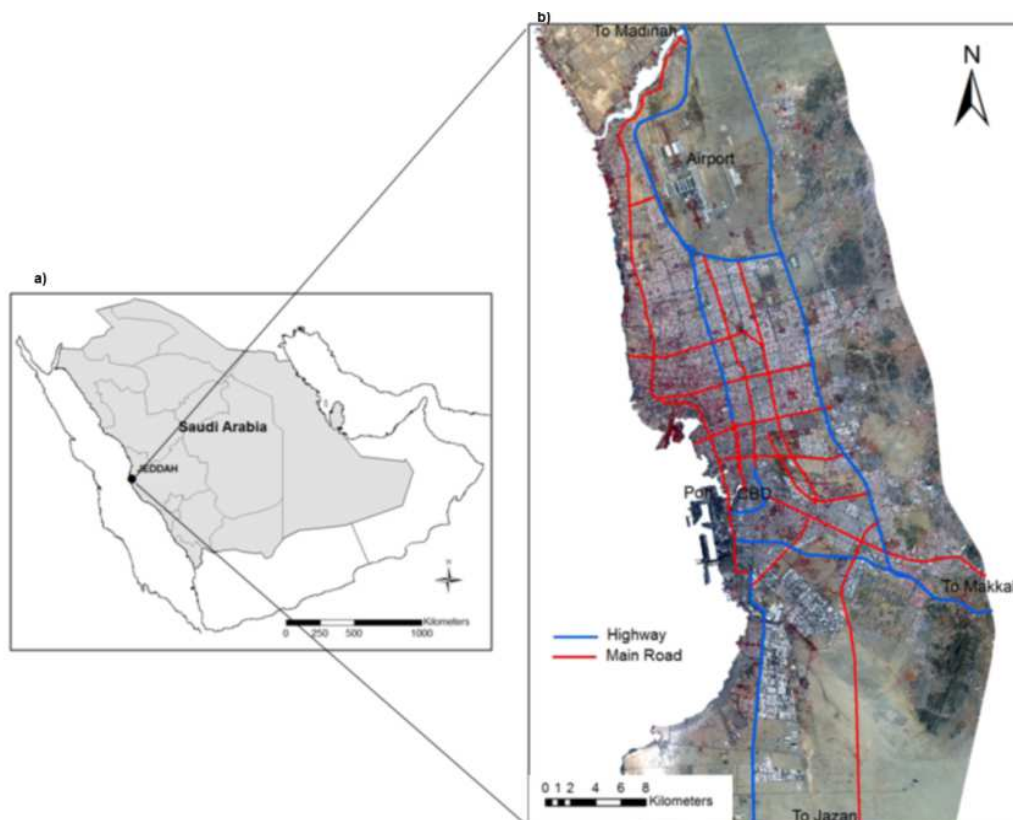 a)
Saudi Arabia
JEDDAH
N
Kilometers
0 250 500 1000
b)
To Madinah
N
Airport
Port
CBD
To Makkah
Highway
Main Road
0 1 2 4 6 8
Kilometers
To Jazan